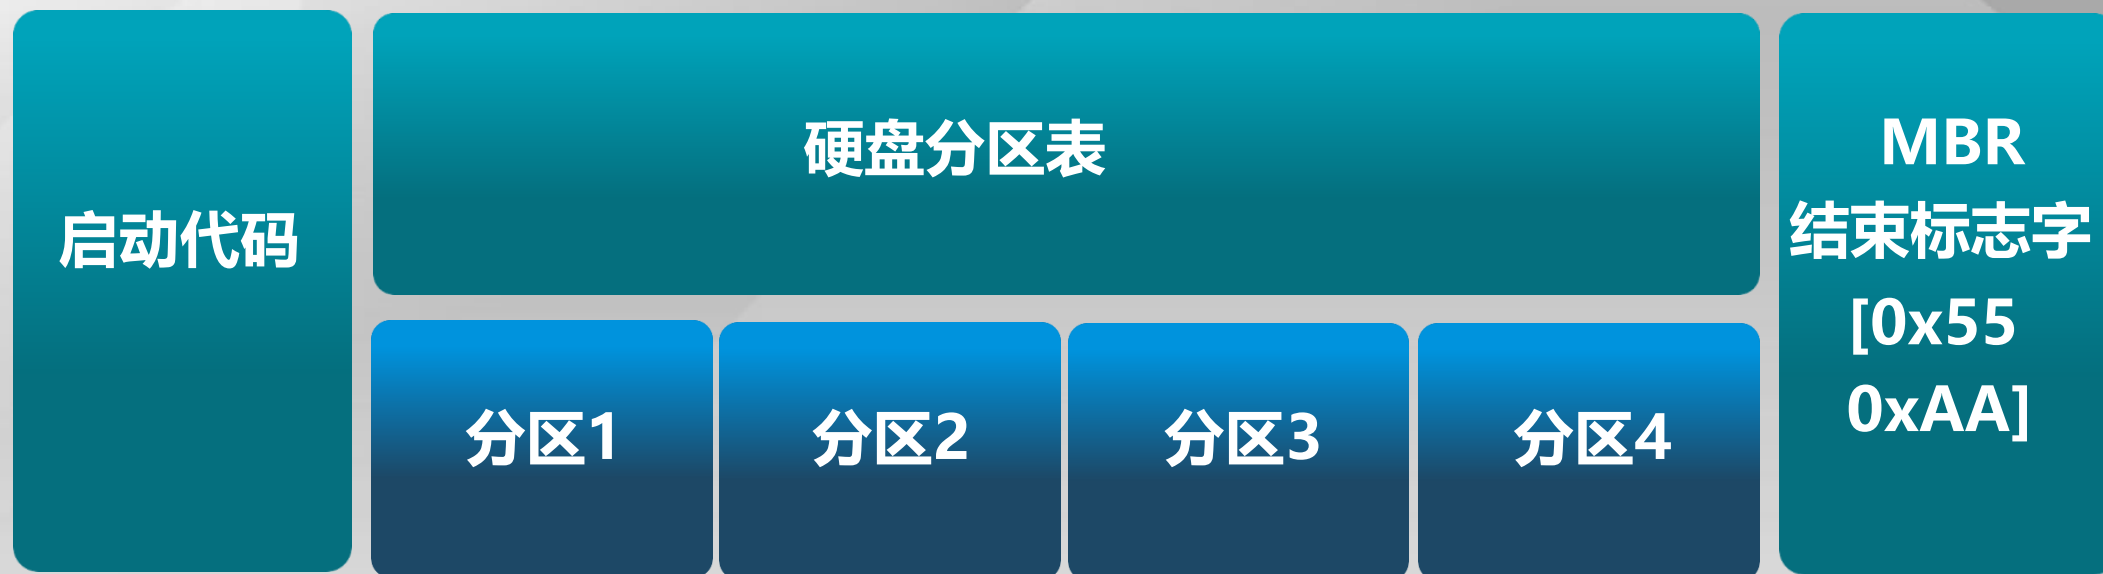 启动代码
硬盘分区表
分区1
分区2
分区3
分区4
MBR
结束标志字
[0x55
0xAA]